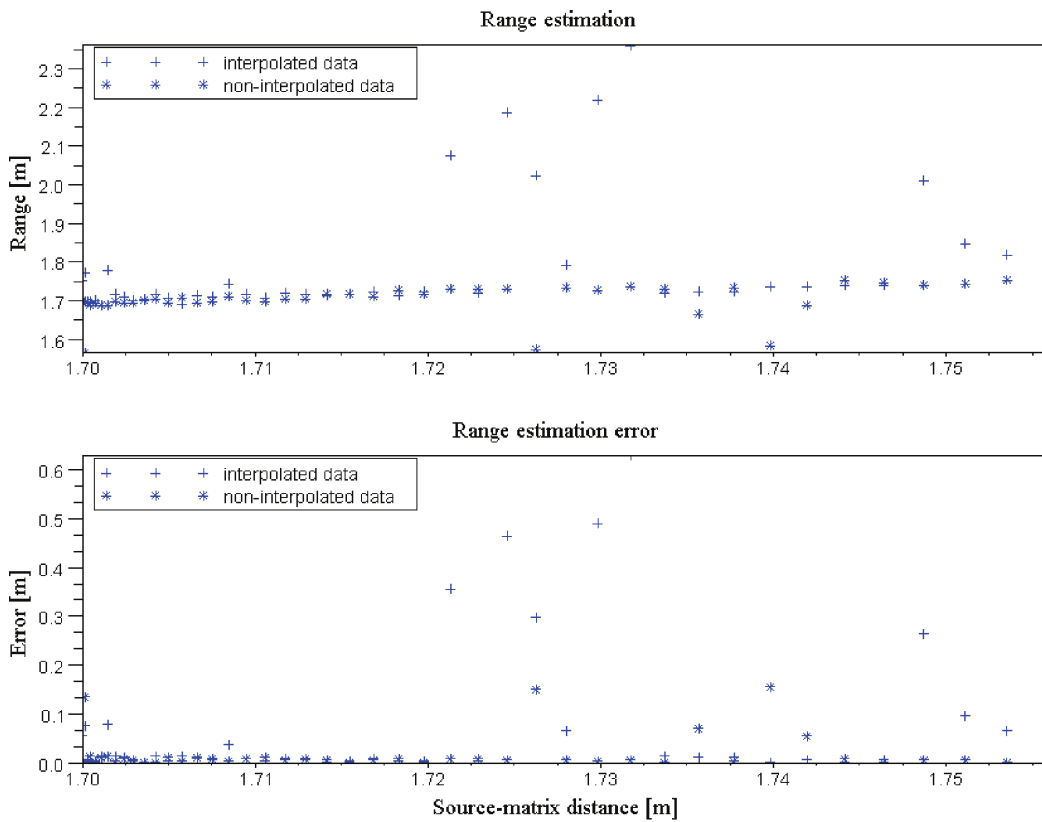 Range estimation
interpolated data
non-interpolated data
2.3
2.2
2.1
2.0
1.9
1.8
1.7
1.6
Range [m]
1.70 1.71 1.72 1.73 1.74 1.75
Range estimation error
interpolated data
non-interpolated data
0.6
0.5
0.4
0.3
0.2
0.1
0.0
Error [m]
1.70 1.71 1.72 1.73 1.74 1.75
Source-matrix distance [m]